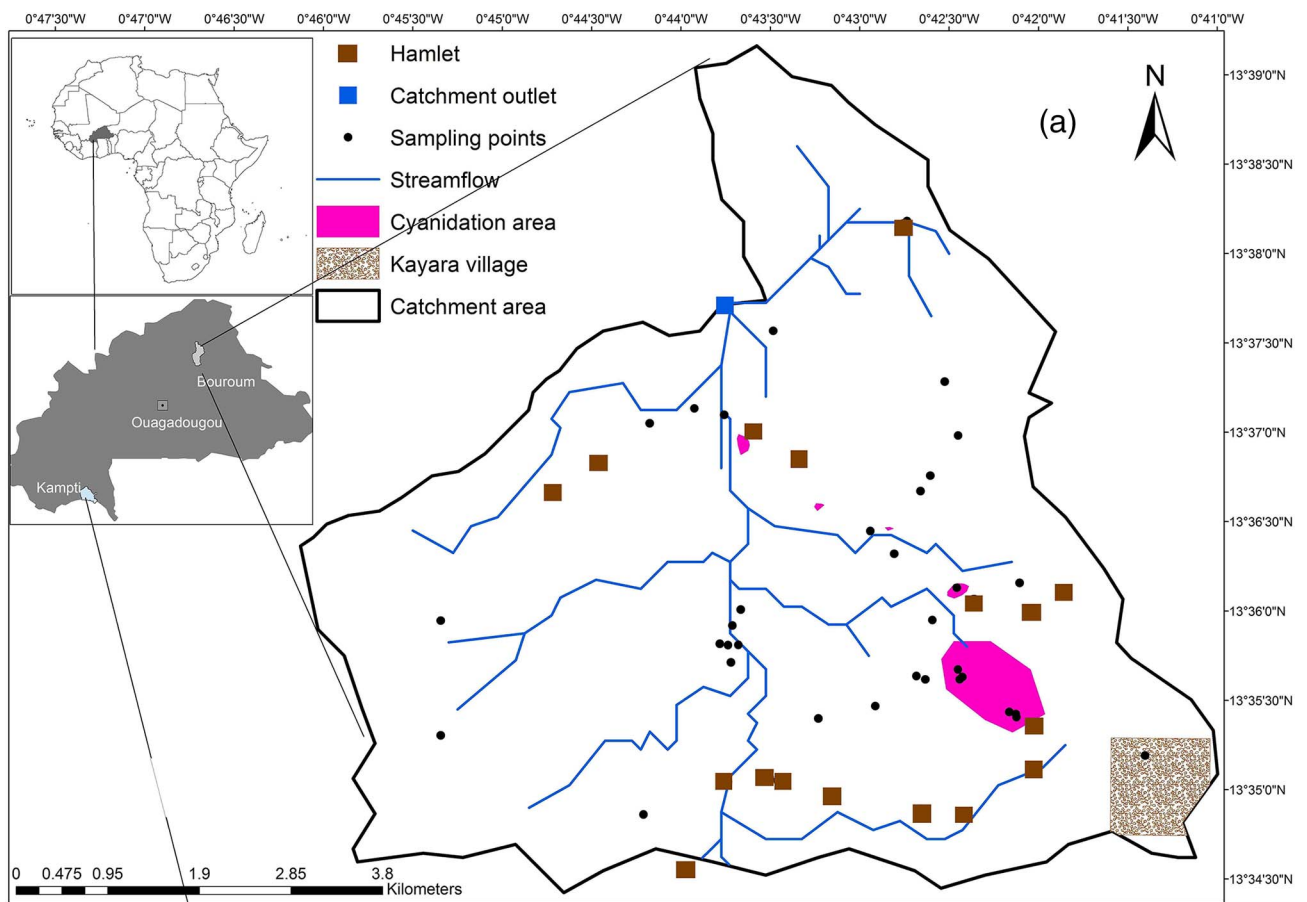 0°47'30"W 0°47'0"W 0°46'30"W 0°46'0"W 0°45'30"W 0°45'0"W 0°44'30"W 0°44'0"W 0°43'30"W 0°43'0"W 0°42'30"W 0°42'0"W 0°41'30"W 0°41'0"W
Hamlet
Catchment outlet
Sampling points
Streamflow
Cyanidation area
Kayara village
Catchment area
(a)
N
Bouroum
Ouagadougou
Kampti
13°39'0"N
13°38'30"N
13°38'0"N
13°37'30"N
13°37'0"N
13°36'30"N
13°36'0"N
13°35'30"N
13°35'0"N
13°34'30"N
0 0.475 0.95 1.9 2.85 3.8
Kilometers